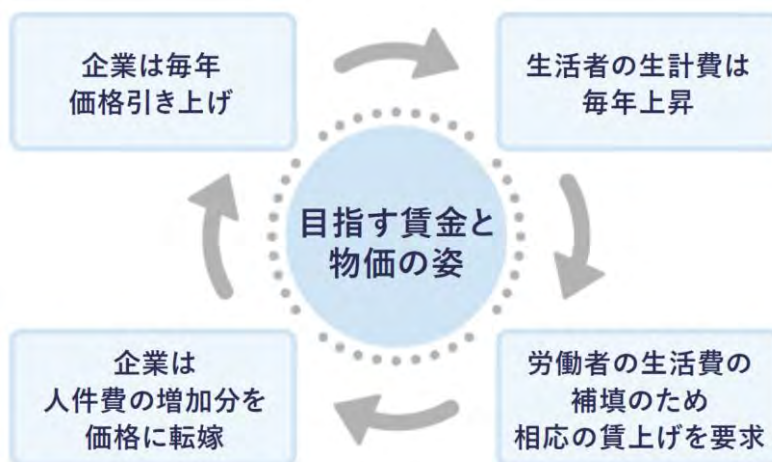 企業は毎年
価格引き上げ
生活者の生計費は
毎年上昇
目指す賃金と
物価の姿
企業は
人件費の増加分を
価格に転嫁
労働者の生活費の
補填のため
相応の賃上げを要求